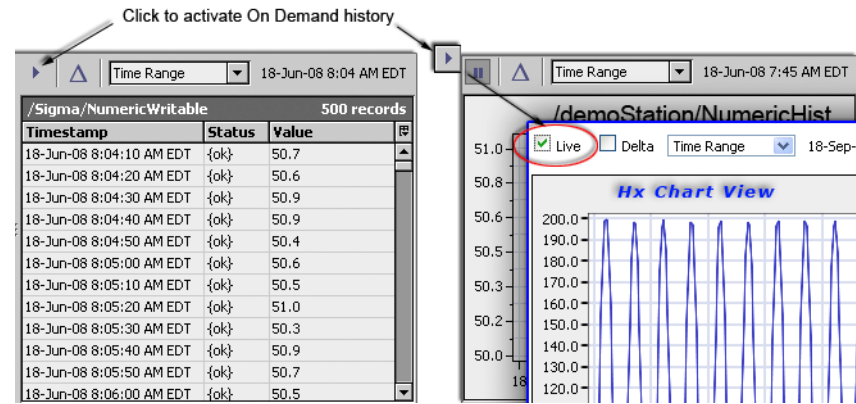 Click to activate On Demand history
Time Range 18-Jun-08 8:04 AM EDT
/Sigma/NumericWritable 500 records
Timestamp Status Value
18-Jun-08 8:04:10 AM EDT {ok} 50.7
18-Jun-08 8:04:20 AM EDT {ok} 50.6
18-Jun-08 8:04:30 AM EDT {ok} 50.9
18-Jun-08 8:04:40 AM EDT {ok} 50.9
18-Jun-08 8:04:50 AM EDT {ok} 50.4
18-Jun-08 8:05:00 AM EDT {ok} 50.6
18-Jun-08 8:05:10 AM EDT {ok} 50.5
18-Jun-08 8:05:20 AM EDT {ok} 51.0
18-Jun-08 8:05:30 AM EDT {ok} 50.3
18-Jun-08 8:05:40 AM EDT {ok} 50.9
18-Jun-08 8:05:50 AM EDT {ok} 50.7
18-Jun-08 8:06:00 AM EDT {ok} 50.5
Time Range 18-Jun-08 7:45 AM EDT
/demoStation/NumericHist
51.0
50.8
50.6
50.5
50.3
50.2
50.0
18
Live Delta Time Range 18-Sep-
Hx Chart View
200.0
190.0
180.0
170.0
160.0
150.0
140.0
130.0
120.0